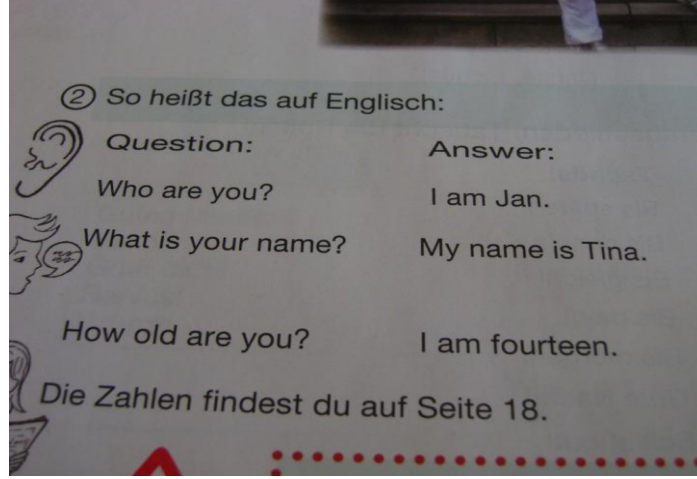 2 So heißt das auf Englisch:
Question: Answer:
Who are you? I am Jan.
What is your name? My name is Tina.
How old are you? I am fourteen.
Die Zahlen findest du auf Seite 18.